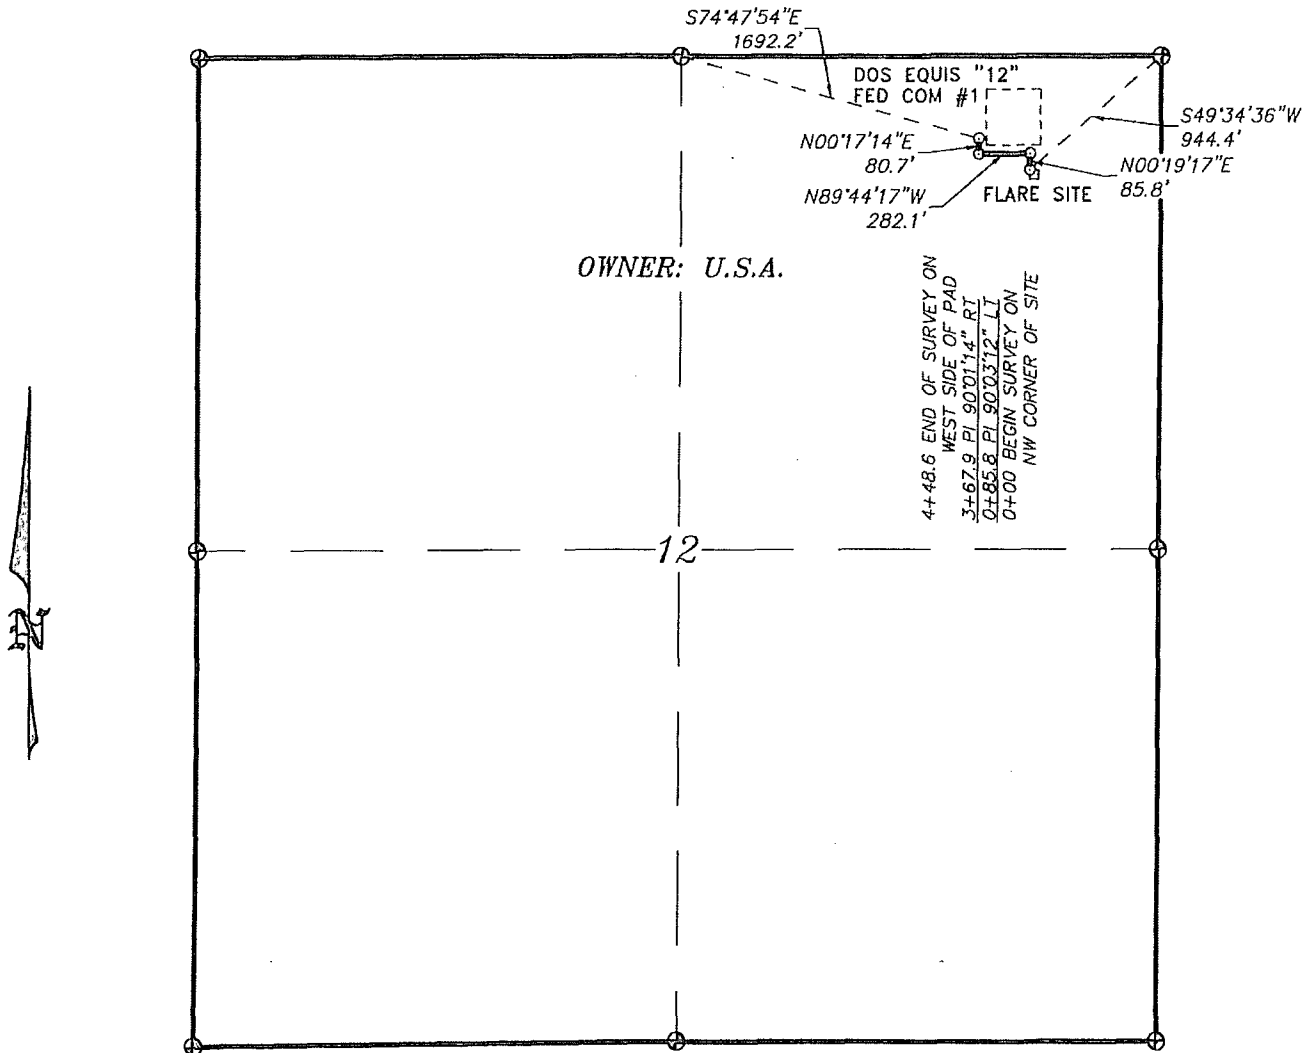 S74°47'54"E
1692.2'
DOS EQUIS "12"
FED COM #1
S49°34'36"W
944.4'
N00°17'14"E
80.7'
N00°19'17"E
85.8'
N89°44'17"W
282.1'
FLARE SITE
OWNER: U.S.A.
4+48.6 END OF SURVEY ON
WEST SIDE OF PAD
3+67.9 PI 90°01'14" RT
0+85.8 PI 90°03'12" LT
0+00 BEGIN SURVEY ON
NW CORNER OF SITE
12
N